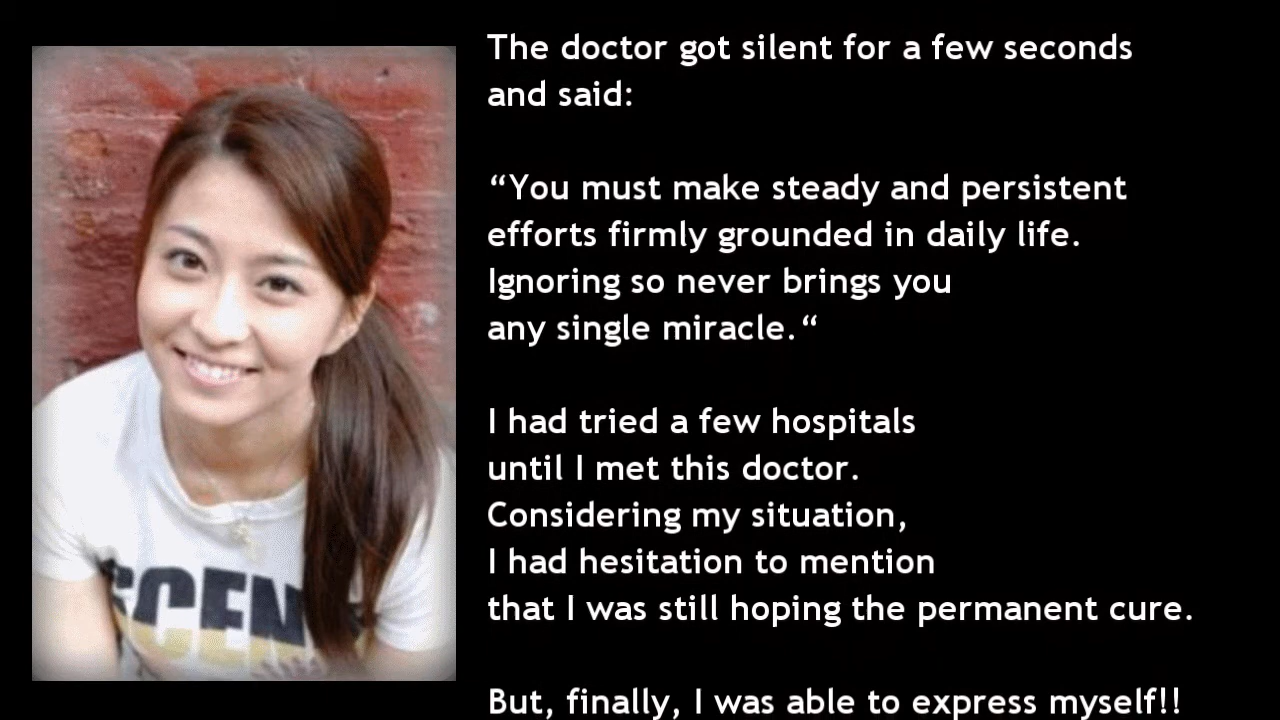 The doctor got silent for a few seconds
and said:
“You must make steady and persistent
efforts firmly grounded in daily life.
Ignoring so never brings you
any single miracle.“
I had tried a few hospitals
until I met this doctor.
Considering my situation,
I had hesitation to mention
that I was still hoping the permanent cure.
But, finally, I was able to express myself!!
SCEN